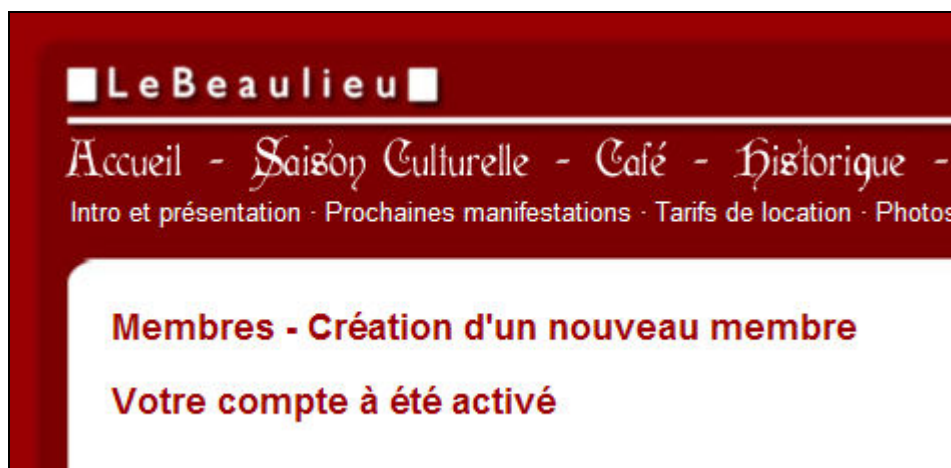 LeBeaulieu
Accueil - Saison Culturelle - Café - Historique -
Intro et présentation · Prochaines manifestations · Tarifs de location · Photos
Membres - Création d'un nouveau membre
Votre compte à été activé